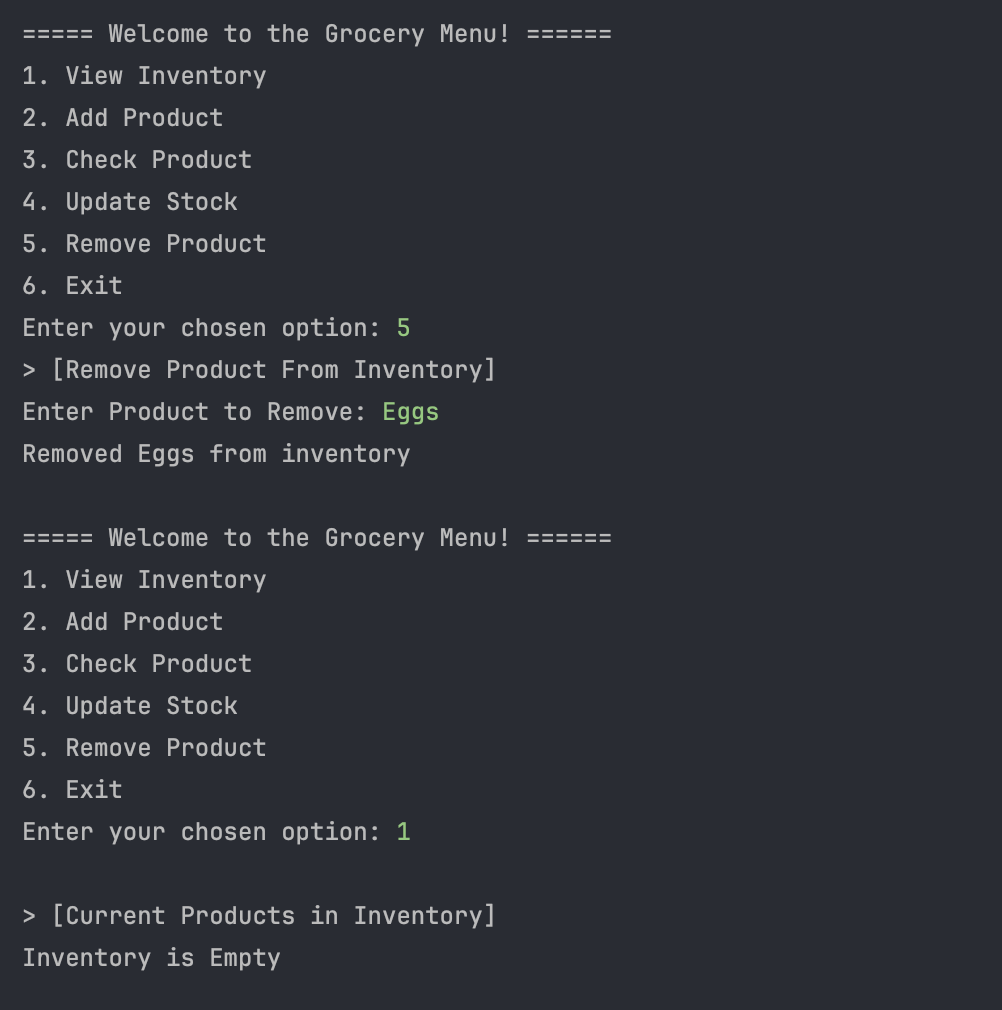 ===== Welcome to the Grocery Menu! ======
1. View Inventory
2. Add Product
3. Check Product
4. Update Stock
5. Remove Product
6. Exit
Enter your chosen option: 5
> [Remove Product From Inventory]
Enter Product to Remove: Eggs
Removed Eggs from inventory

===== Welcome to the Grocery Menu! ======
1. View Inventory
2. Add Product
3. Check Product
4. Update Stock
5. Remove Product
6. Exit
Enter your chosen option: 1

> [Current Products in Inventory]
Inventory is Empty